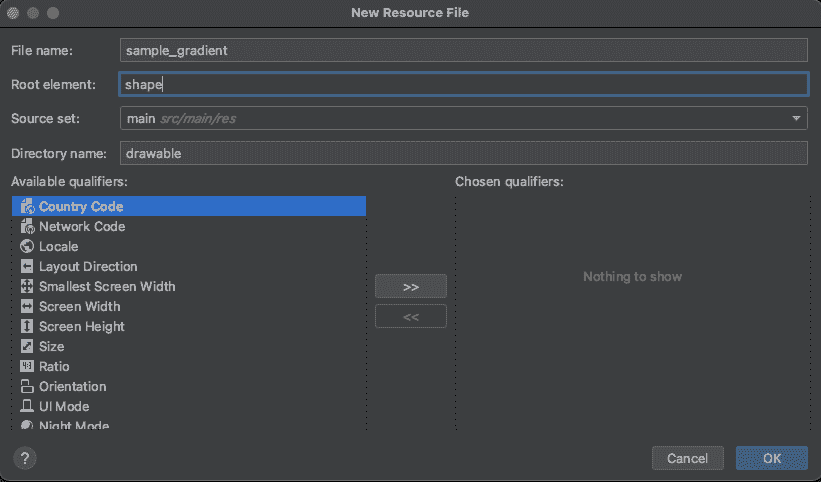 New Resource File
File name: sample_gradient
Root element: shape
Source set: main src/main/res
Directory name: drawable
Available qualifiers:
Chosen qualifiers:
Country Code
Network Code
Locale
Layout Direction
Smallest Screen Width
Screen Width
Screen Height
Size
4:3 Ratio
Orientation
UI Mode
Night Mode
>>
<<
Nothing to show
?
Cancel
OK